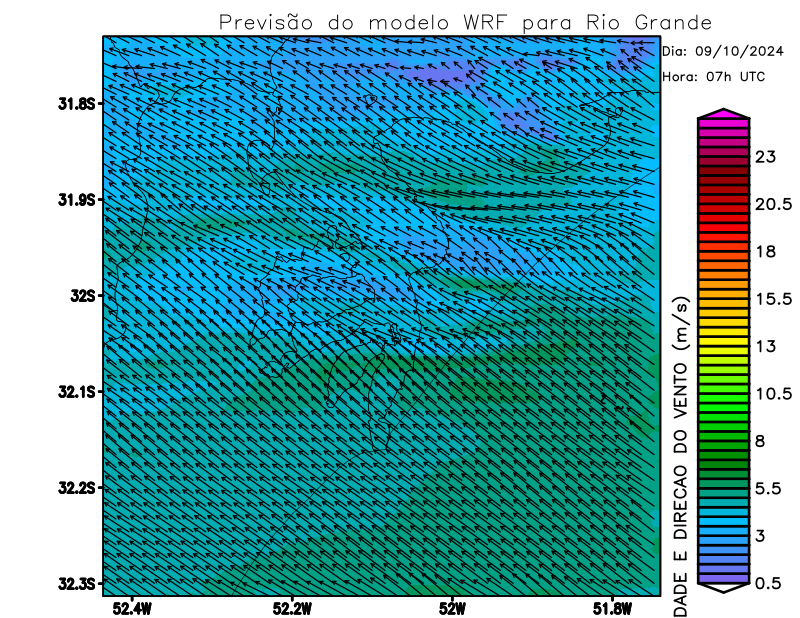 Previsão do modelo WRF para Rio Grande
Dia: 09/10/2024
Hora: 07h UTC
31.8S
31.9S
32S
32.1S
32.2S
32.3S
52.4W
52.2W
52W
51.8W
23
20.5
18
15.5
13
10.5
8
5.5
3
0.5
DADE E DIRECAO DO VENTO (m/s)